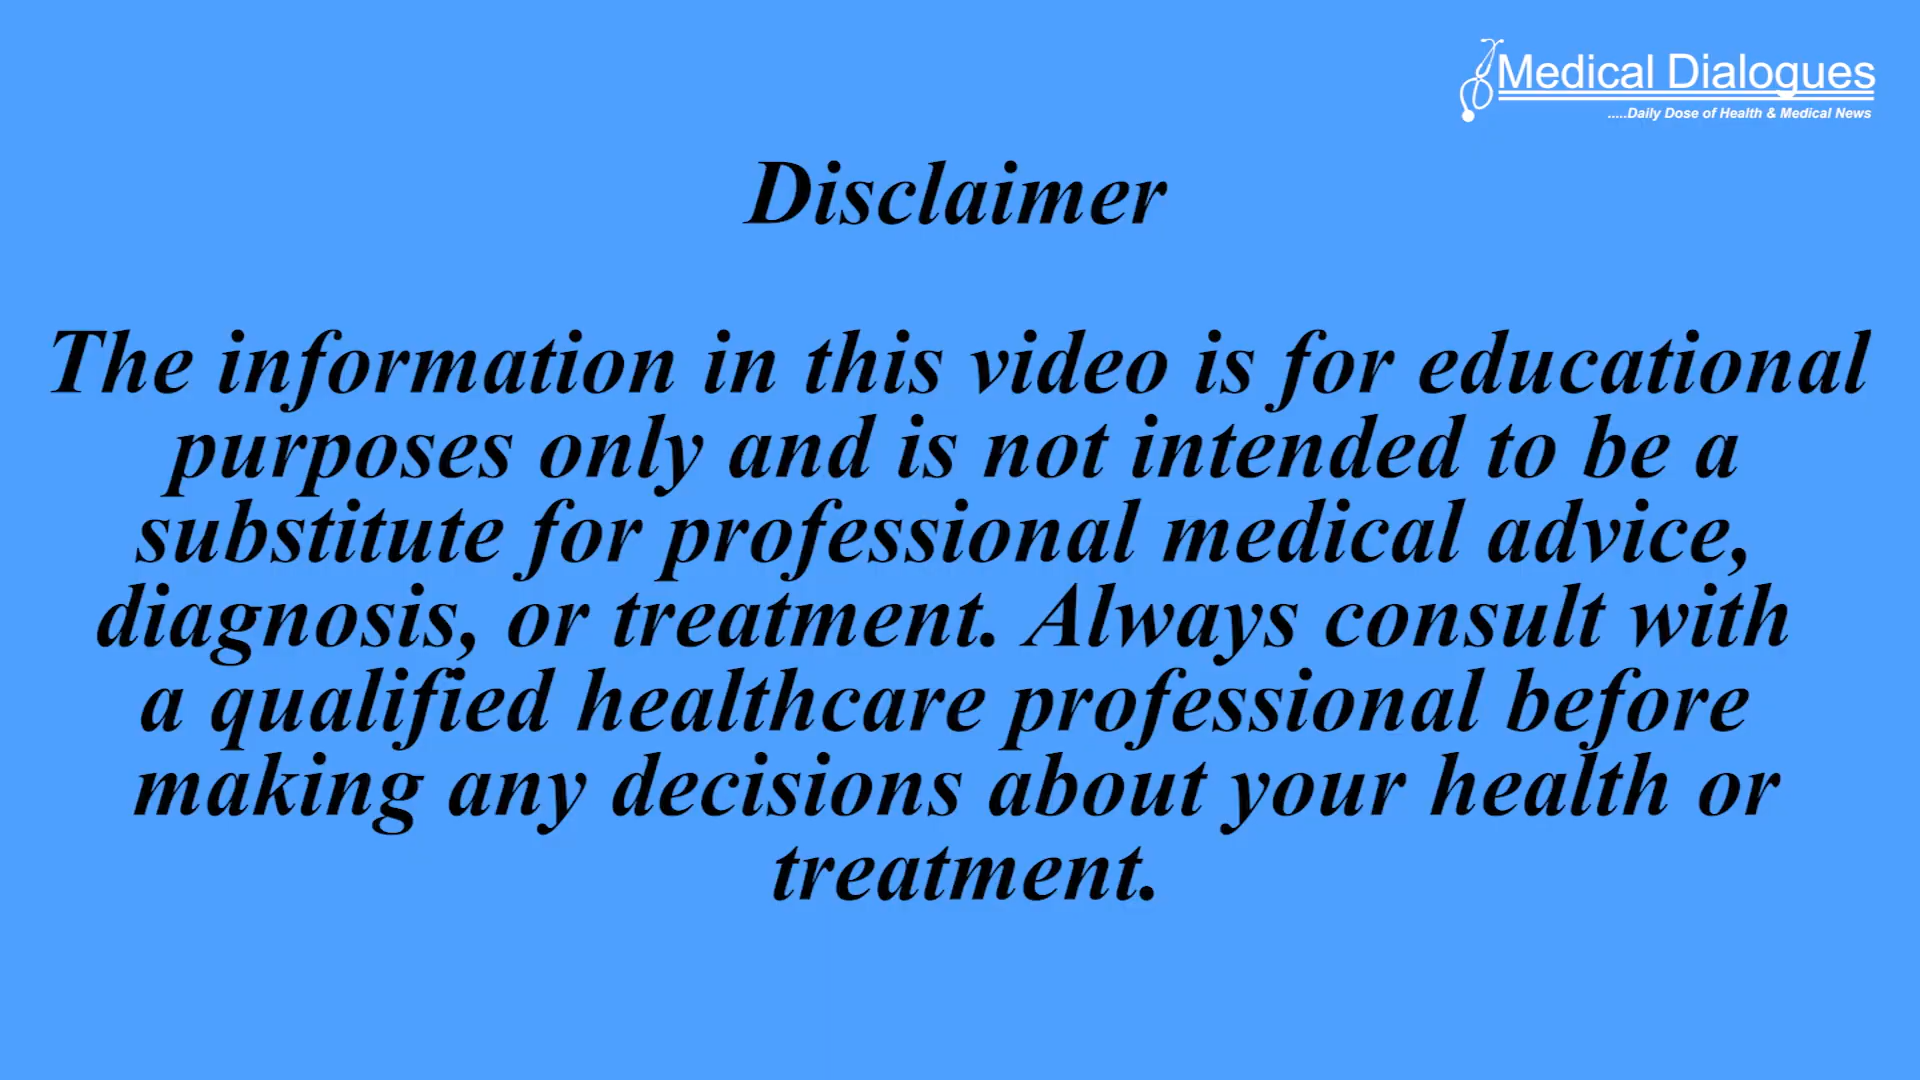 Medical Dialogues
.....Daily Dose of Health & Medical News
Disclaimer
The information in this video is for educational
purposes only and is not intended to be a
substitute for professional medical advice,
diagnosis, or treatment. Always consult with
a qualified healthcare professional before
making any decisions about your health or
treatment.